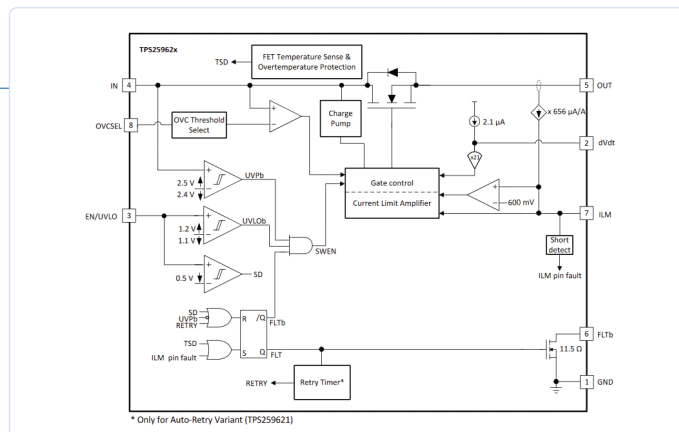 TPS25962x
FET Temperature Sense &
Overtemperature Protection
TSD
IN 4
5 OUT
OVCSEL 8
OVC Threshold
Select
Charge
Pump
2.1 µA
x 656 µA/A
2 dVdt
x21
2.5 V
2.4 V
UVPb
Gate control
Current Limit Amplifier
600 mV
EN/UVLO 3
7 ILM
1.2 V
1.1 V
UVLOb
SWEN
Short
detect
ILM pin fault
0.5 V
SD
SD
UVPb
RETRY
R /Q
FLTb
TSD
ILM pin fault
S Q
FLT
6 FLTb
11.5 Ω
RETRY
Retry Timer*
1 GND
* Only for Auto-Retry Variant (TPS259621)